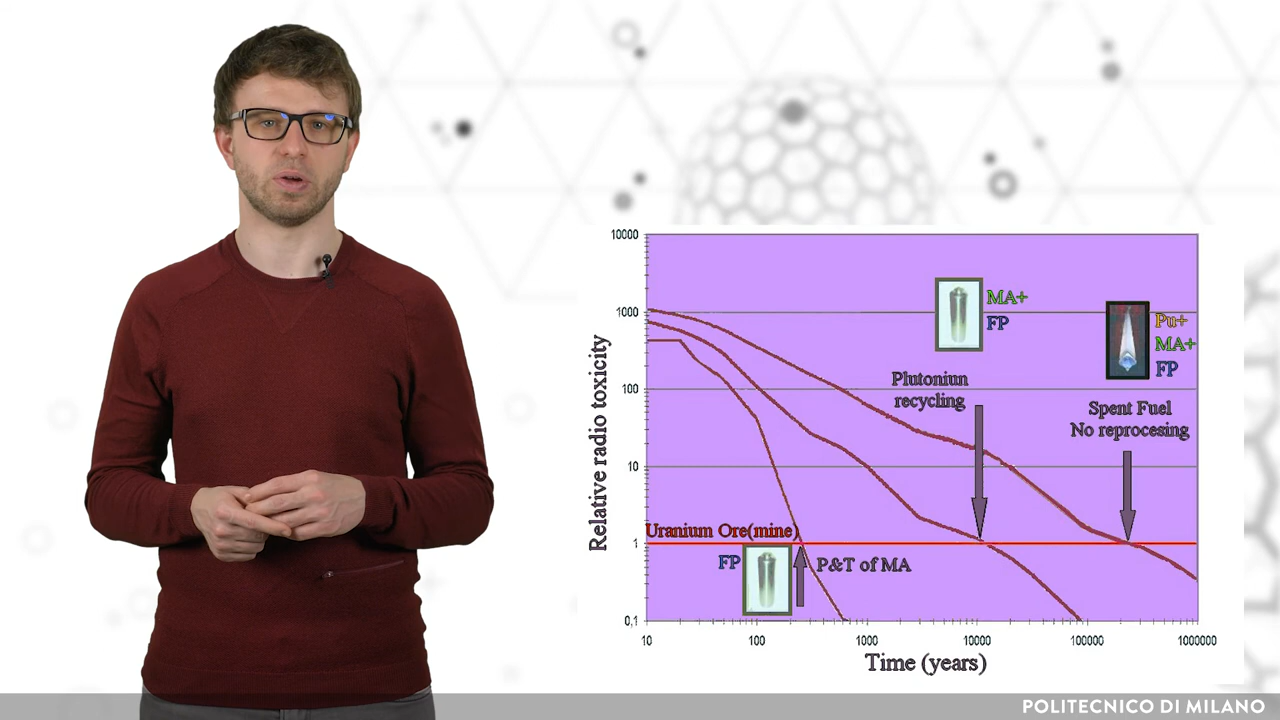 10000
1000
100
10
1
0,1
Relative radio toxicity
MA+
FP
Pu+
MA+
FP
Plutoniun
recycling
Spent Fuel
No reprocesing
Uranium Ore(mine)
FP
P&T of MA
10
100
1000
10000
100000
1000000
Time (years)
POLITECNICO DI MILANO